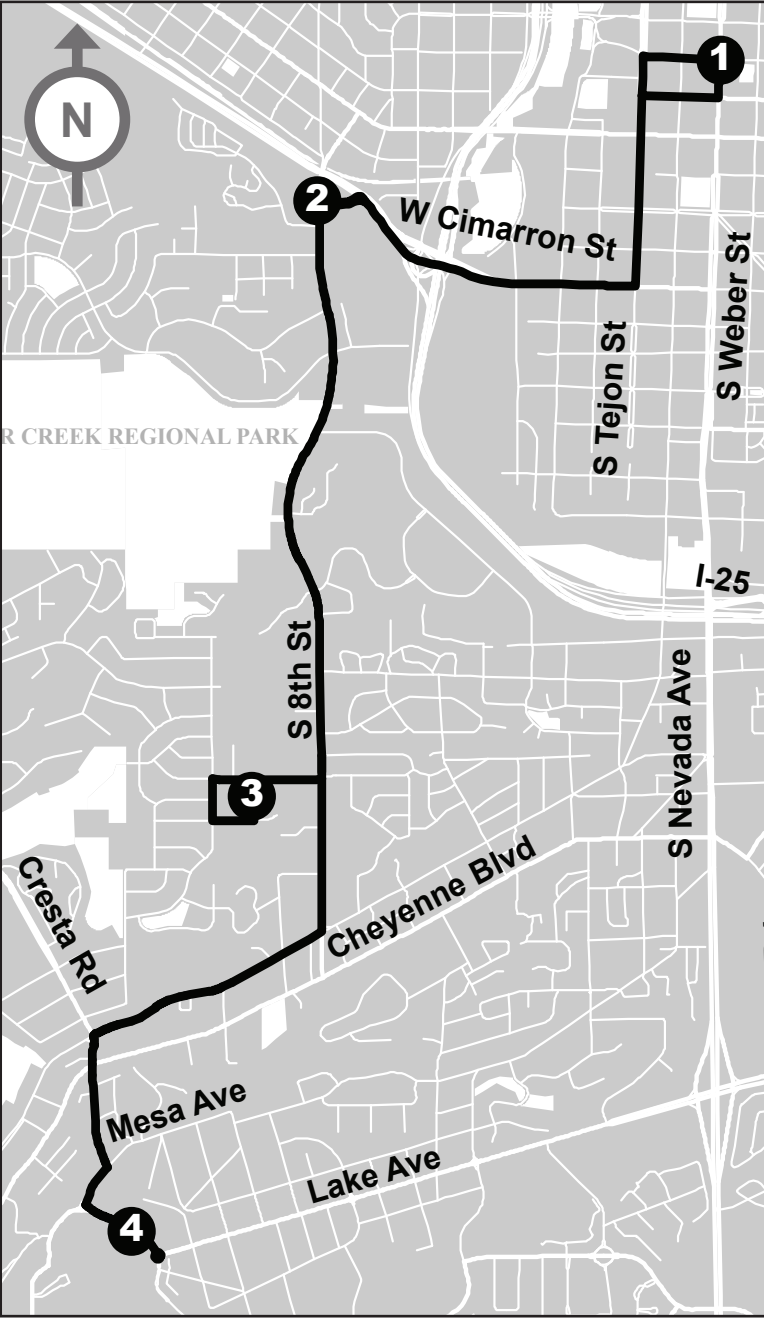 1
N
2
W Cimarron St
S Weber St
S Tejon St
R CREEK REGIONAL PARK
I-25
S 8th St
S Nevada Ave
3
Cheyenne Blvd
Cresta Rd
Mesa Ave
Lake Ave
4